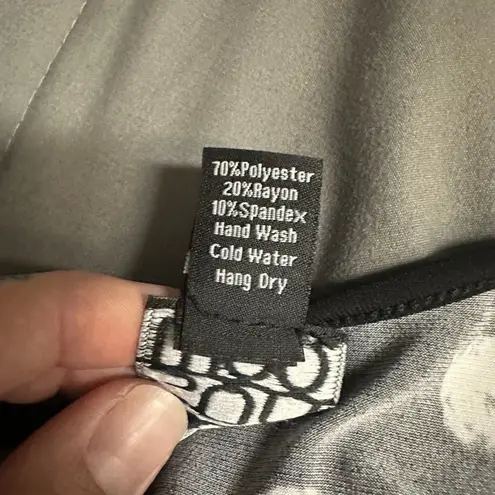 70%Polyester
20%Rayon
10%Spandex
Hand Wash
Cold Water
Hang Dry